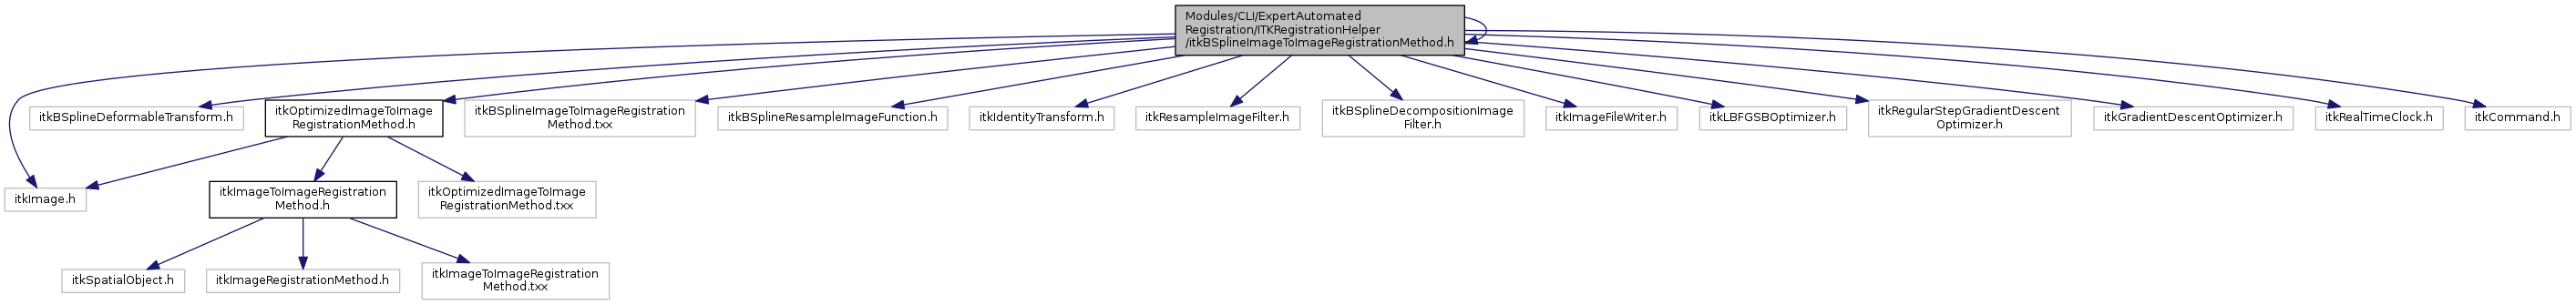 Modules/CLI/ExpertAutomated
Registration/ITKRegistrationHelper
/itkBSplineImageToImageRegistrationMethod.h
itkBSplineDeformableTransform.h
itkOptimizedImageToImage
RegistrationMethod.h
itkBSplineImageToImageRegistration
Method.txx
itkBSplineResampleImageFunction.h
itkIdentityTransform.h
itkResampleImageFilter.h
itkBSplineDecompositionImage
Filter.h
itkImageFileWriter.h
itkLBFGSBOptimizer.h
itkRegularStepGradientDescent
Optimizer.h
itkGradientDescentOptimizer.h
itkRealTimeClock.h
itkCommand.h
itkImage.h
itkImageToImageRegistration
Method.h
itkOptimizedImageToImage
RegistrationMethod.txx
itkSpatialObject.h
itkImageRegistrationMethod.h
itkImageToImageRegistration
Method.txx